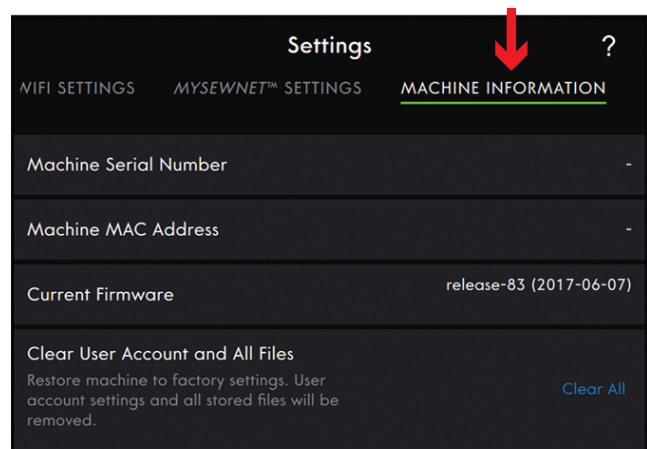 Settings ?
WIFI SETTINGS MYSEWNET™ SETTINGS MACHINE INFORMATION
Machine Serial Number -
Machine MAC Address -
Current Firmware release-83 (2017-06-07)
Clear User Account and All Files
Restore machine to factory settings. User
account settings and all stored files will be Clear All
removed.